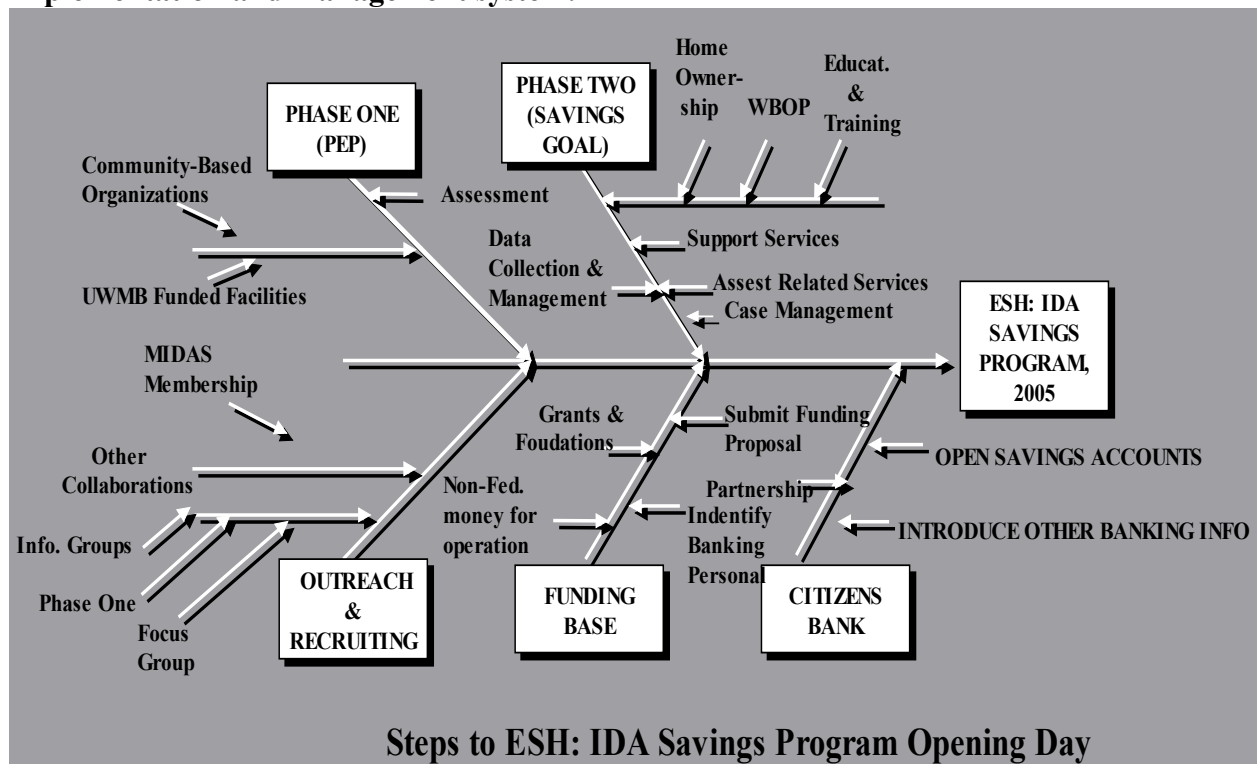 PHASE ONE
(PEP)
PHASE TWO
(SAVINGS
GOAL)
Home
Owner-
ship
WBOP
Educat.
&
Training
Community-Based
Organizations
Assessment
UWMB Funded Facilities
Data
Collection &
Management
Support Services
Assest Related Services
Case Management
ESH: IDA
SAVINGS
PROGRAM,
2005
MIDAS
Membership
Other
Collaborations
Info. Groups
Phase One
Focus
Group
OUTREACH
&
RECRUITING
Grants &
Foudations
Non-Fed.
money for
operation
Submit Funding
Proposal
Indentify
Banking
Personal
FUNDING
BASE
Partnership
OPEN SAVINGS ACCOUNTS
INTRODUCE OTHER BANKING INFO
CITIZENS
BANK
Steps to ESH: IDA Savings Program Opening Day